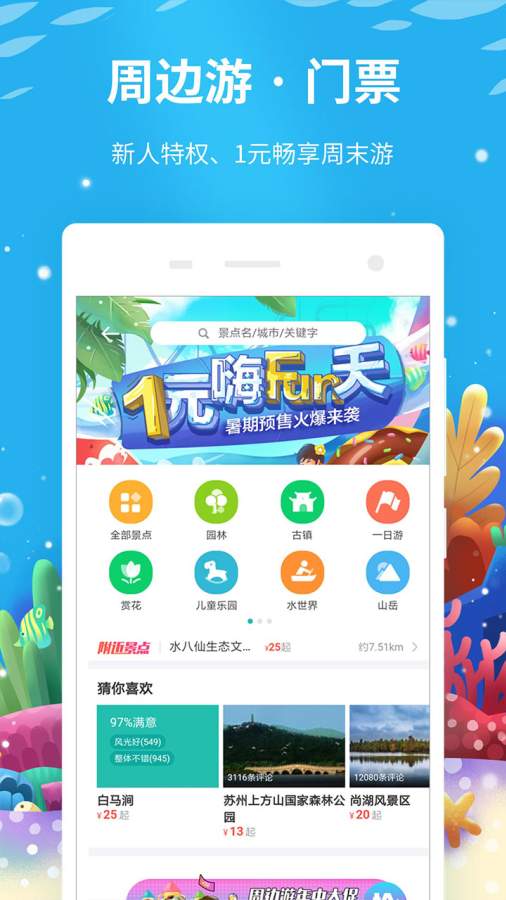 周边游·门票
新人特权、1元畅享周末游
景点名/城市/关键字
1元嗨Fun天
暑期预售火爆来袭
全部景点 园林 古镇 一日游
赏花 儿童乐园 水世界 山岳
附近景点 水八仙生态文... ¥25起 约7.51km
猜你喜欢
97%满意
风光好(549)
整体不错(945)
3116条评论 12080条评论
白马涧 苏州上方山国家森林公园 尚湖风景区
¥25起 ¥13起 ¥20起
周边游年中大促